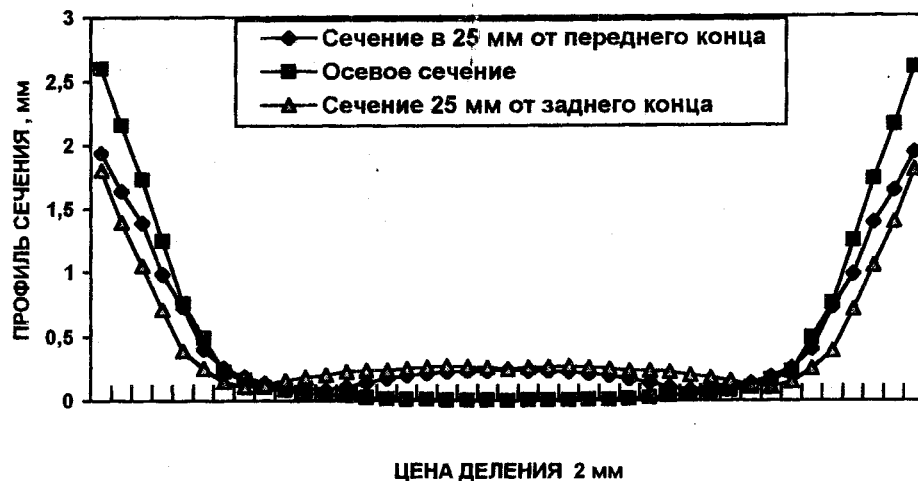 3
2,5
2
1,5
1
0,5
0
ПРОФИЛЬ СЕЧЕНИЯ , мм
Сечение в 25 мм от переднего конца
Осевое сечение
Сечение 25 мм от заднего конца
ЦЕНА ДЕЛЕНИЯ 2 мм